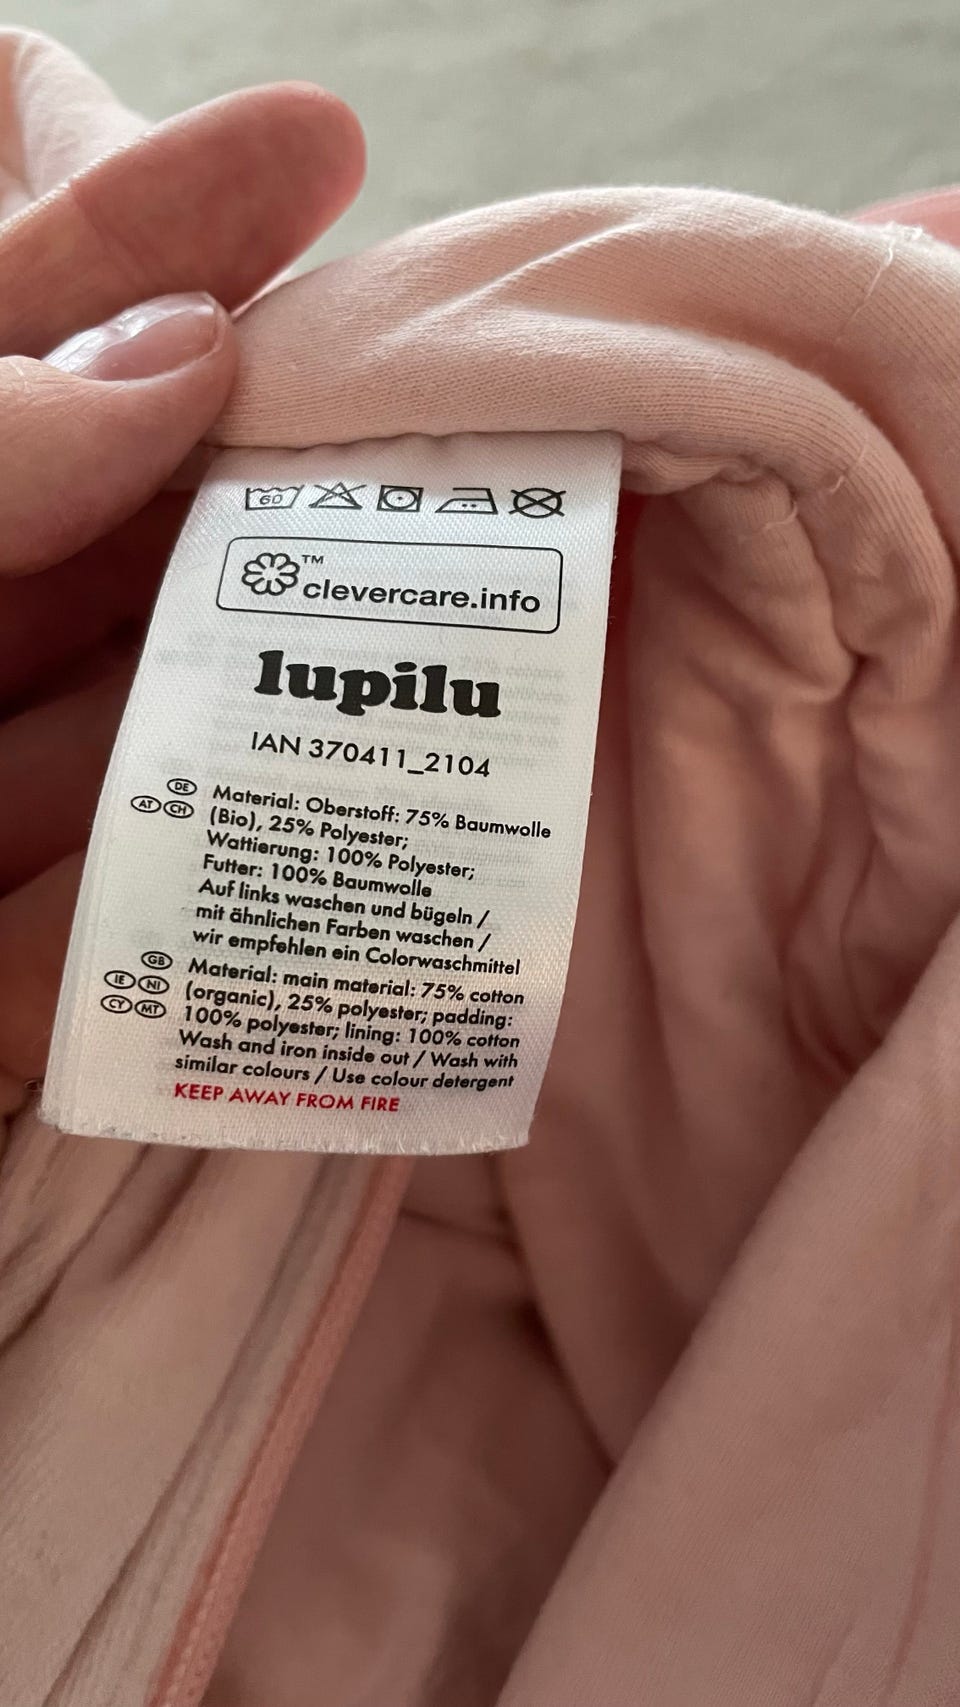 60
™
clevercare.info
lupilu
IAN 370411_2104
DE AT CH
Material: Oberstoff: 75% Baumwolle
(Bio), 25% Polyester;
Wattierung: 100% Polyester;
Futter: 100% Baumwolle
Auf links waschen und bügeln /
mit ähnlichen Farben waschen /
wir empfehlen ein Colorwaschmittel
GB IE NI CY MT
Material: main material: 75% cotton
(organic), 25% polyester; padding:
100% polyester; lining: 100% cotton
Wash and iron inside out / Wash with
similar colours / Use colour detergent
KEEP AWAY FROM FIRE